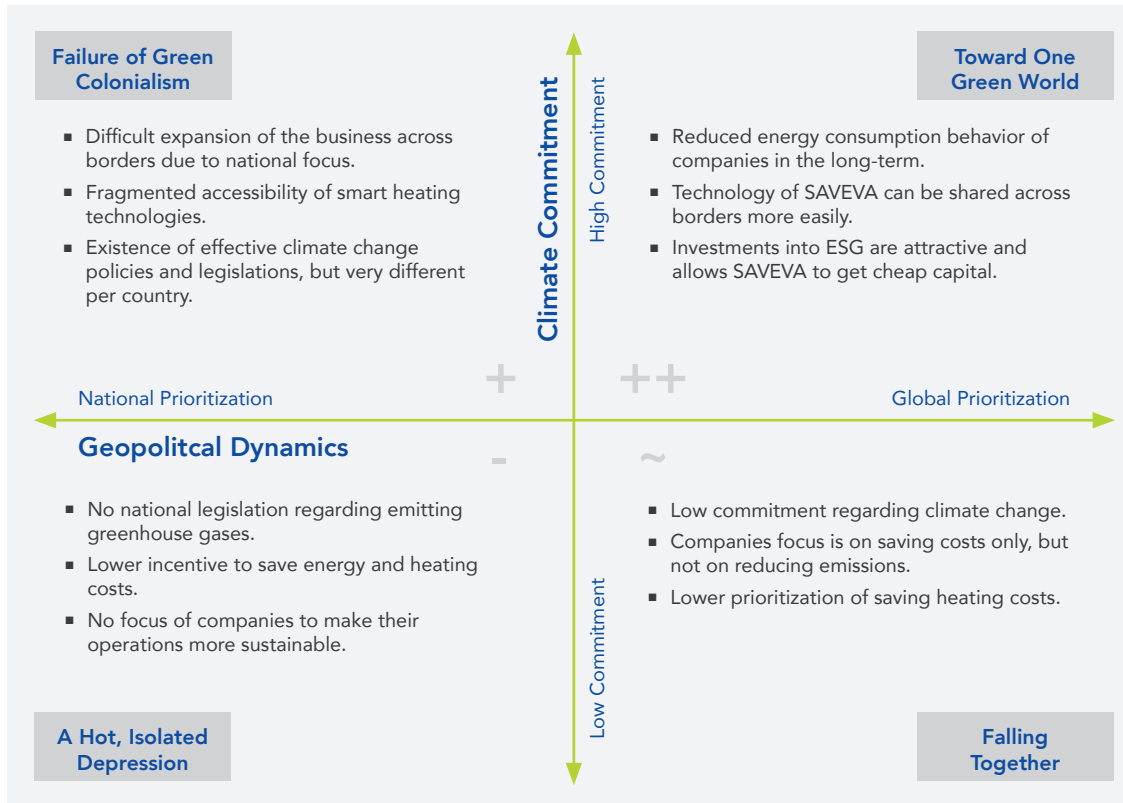 Failure of Green
Colonialism
▪ Difficult expansion of the business across
borders due to national focus.
▪ Fragmented accessibility of smart heating
technologies.
▪ Existence of effective climate change
policies and legislations, but very different
per country.
Climate Commitment
High Commitment
Toward One
Green World
▪ Reduced energy consumption behavior of
companies in the long-term.
▪ Technology of SAVEVA can be shared across
borders more easily.
▪ Investments into ESG are attractive and
allows SAVEVA to get cheap capital.
+
++
National Prioritization
Global Prioritization
Geopolitcal Dynamics
-
~
▪ No national legislation regarding emitting
greenhouse gases.
▪ Lower incentive to save energy and heating
costs.
▪ No focus of companies to make their
operations more sustainable.
A Hot, Isolated
Depression
Low Commitment
▪ Low commitment regarding climate change.
▪ Companies focus is on saving costs only, but
not on reducing emissions.
▪ Lower prioritization of saving heating costs.
Falling
Together